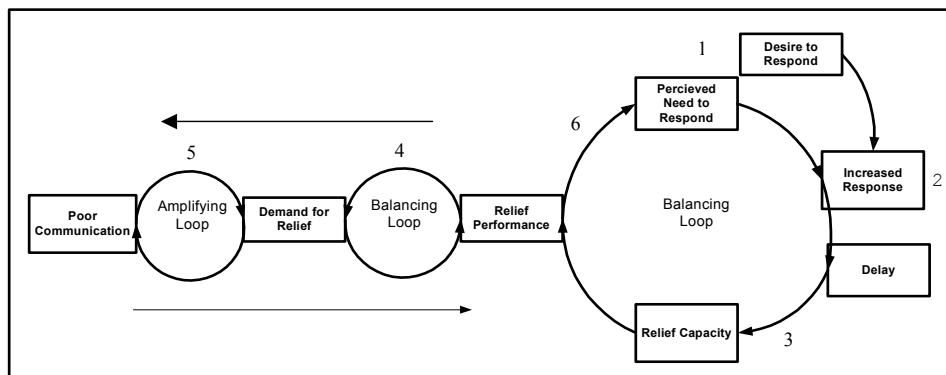 1
Desire to
Respond
Percieved
Need to
Respond
6
5
4
Increased
Response
2
Poor
Communication
Amplifying
Loop
Demand for
Relief
Balancing
Loop
Relief
Performance
Balancing
Loop
Delay
Relief Capacity
3